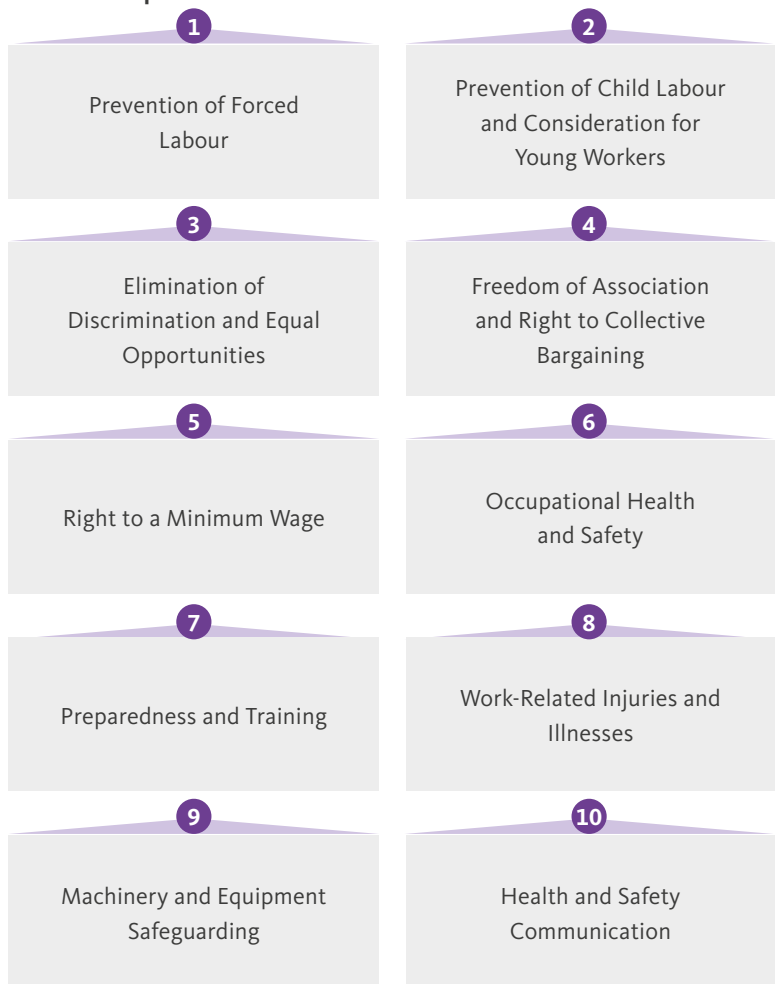 1
Prevention of Forced
Labour
2
Prevention of Child Labour
and Consideration for
Young Workers
3
Elimination of
Discrimination and Equal
Opportunities
4
Freedom of Association
and Right to Collective
Bargaining
5
Right to a Minimum Wage
6
Occupational Health
and Safety
7
Preparedness and Training
8
Work-Related Injuries and
Illnesses
9
Machinery and Equipment
Safeguarding
10
Health and Safety
Communication